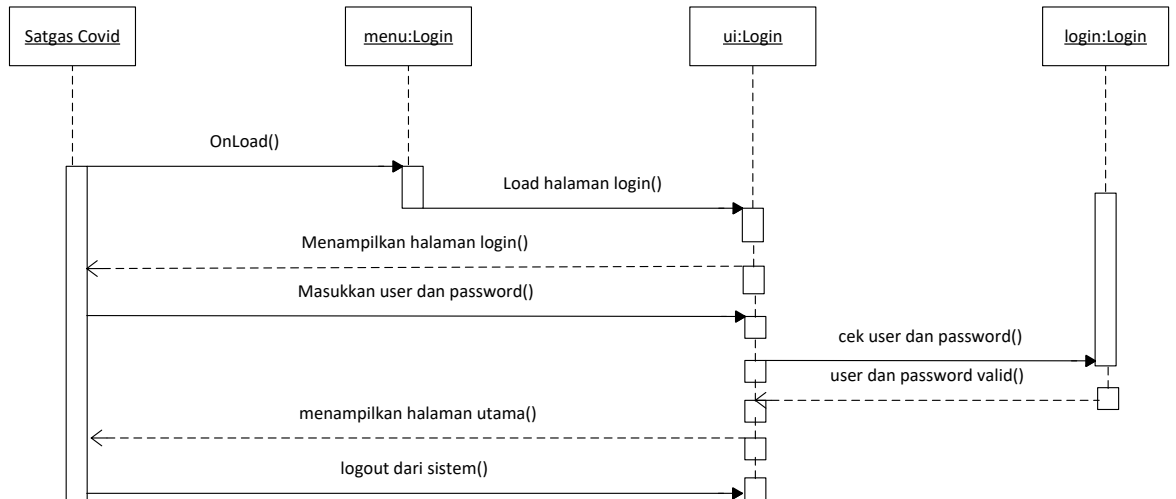 Satgas Covid
menu:Login
ui:Login
login:Login
OnLoad()
Load halaman login()
Menampilkan halaman login()
Masukkan user dan password()
cek user dan password()
user dan password valid()
menampilkan halaman utama()
logout dari sistem()